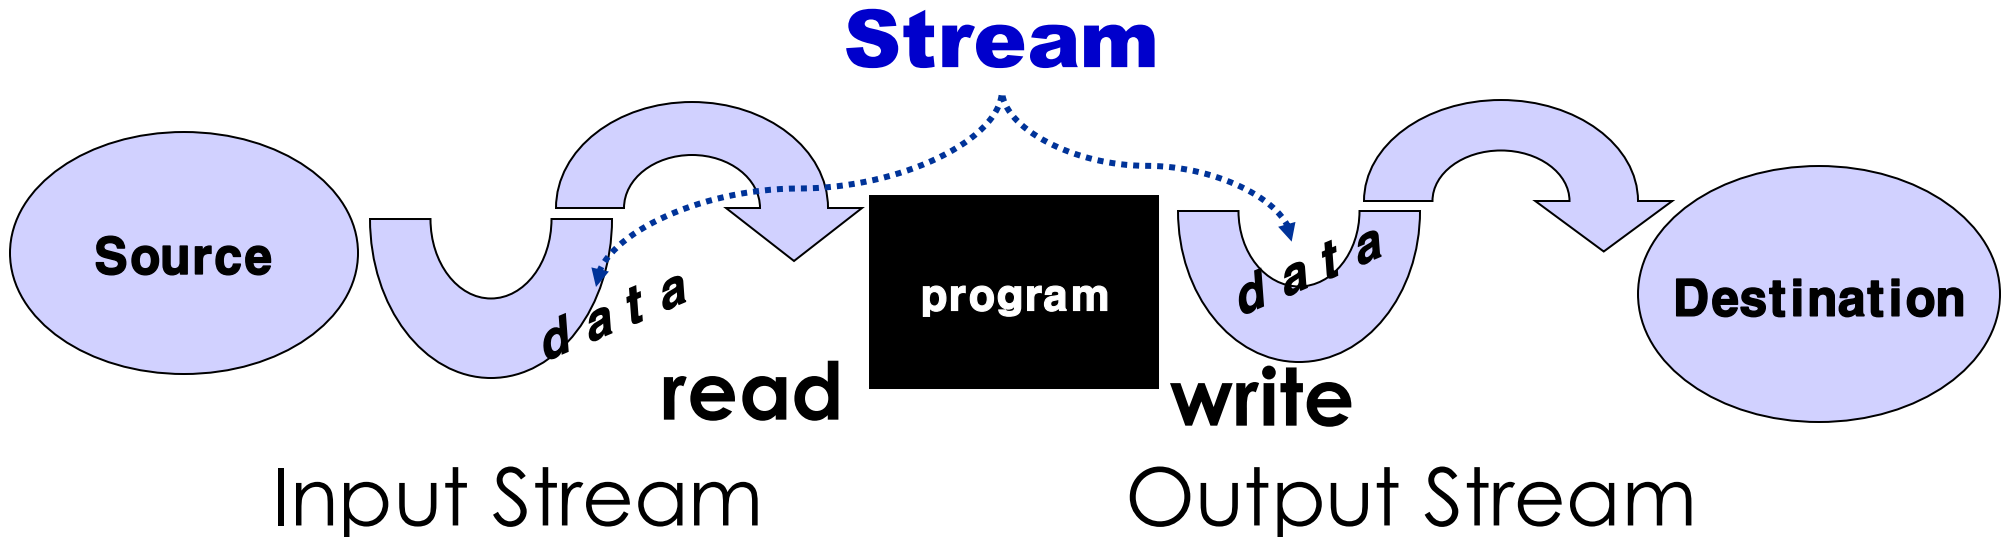 Stream
Source
data
program
data
Destination
read
write
Input Stream
Output Stream